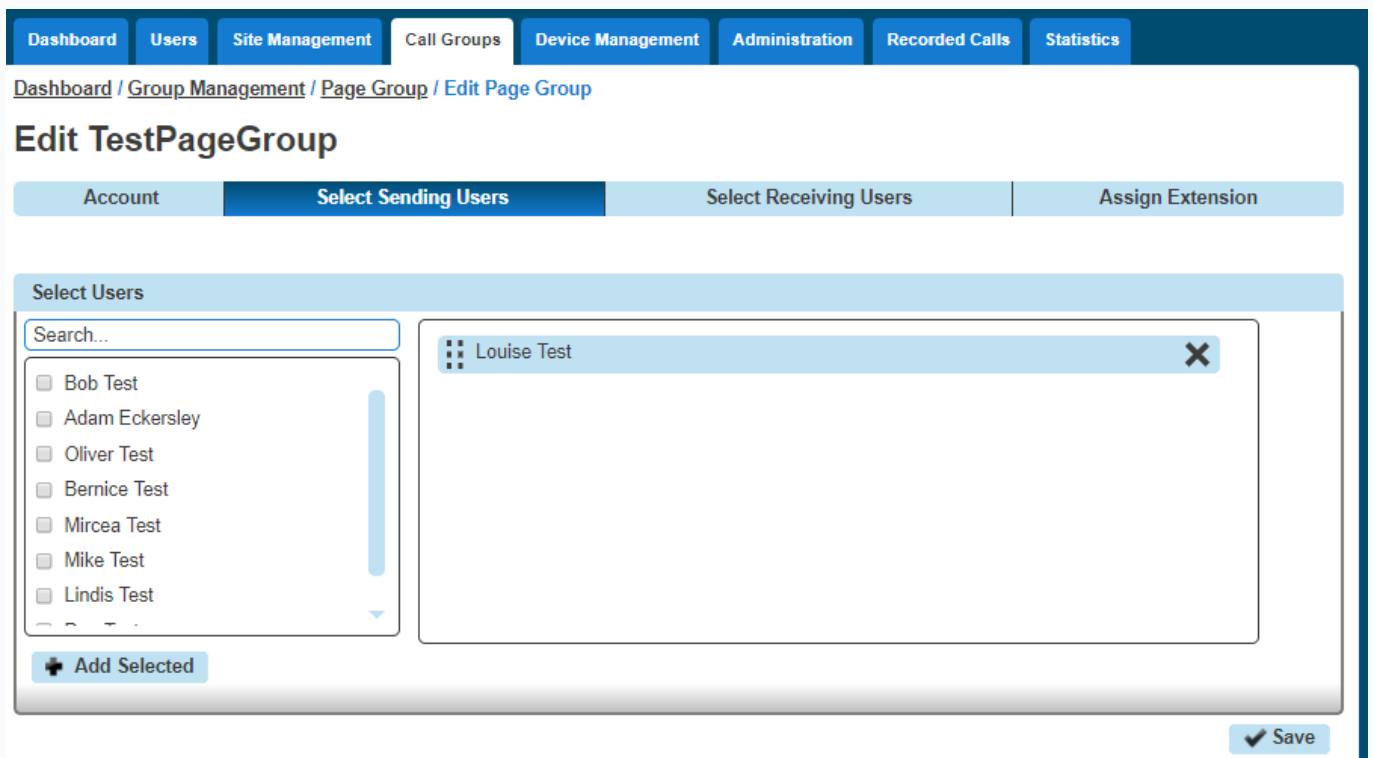 Dashboard Users Site Management Call Groups Device Management Administration Recorded Calls Statistics
Dashboard / Group Management / Page Group / Edit Page Group
Edit TestPageGroup
Account Select Sending Users Select Receiving Users Assign Extension
Select Users
Search...
Bob Test
Adam Eckersley
Oliver Test
Bernice Test
Mircea Test
Mike Test
Lindis Test
Louise Test
Add Selected
Save